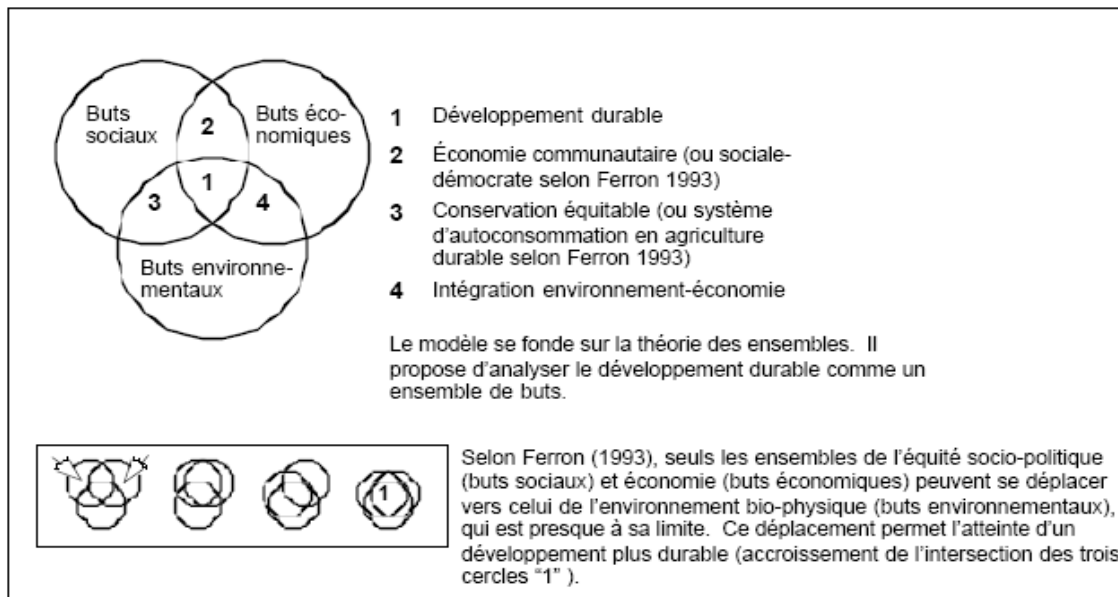 Buts
sociaux
Buts éco-
nomiques
2
1
3
4
Buts environne-
mentaux
1 Développement durable
2 Économie communautaire (ou sociale-
démocrate selon Ferron 1993)
3 Conservation équitable (ou système
d'autoconsommation en agriculture
durable selon Ferron 1993)
4 Intégration environnement-économie
Le modèle se fonde sur la théorie des ensembles. Il
propose d'analyser le développement durable comme un
ensemble de buts.
1
Selon Ferron (1993), seuls les ensembles de l'équité socio-politique
(buts sociaux) et économie (buts économiques) peuvent se déplacer
vers celui de l'environnement bio-physique (buts environnementaux),
qui est presque à sa limite. Ce déplacement permet l'atteinte d'un
développement plus durable (accroissement de l'intersection des trois
cercles "1" ).